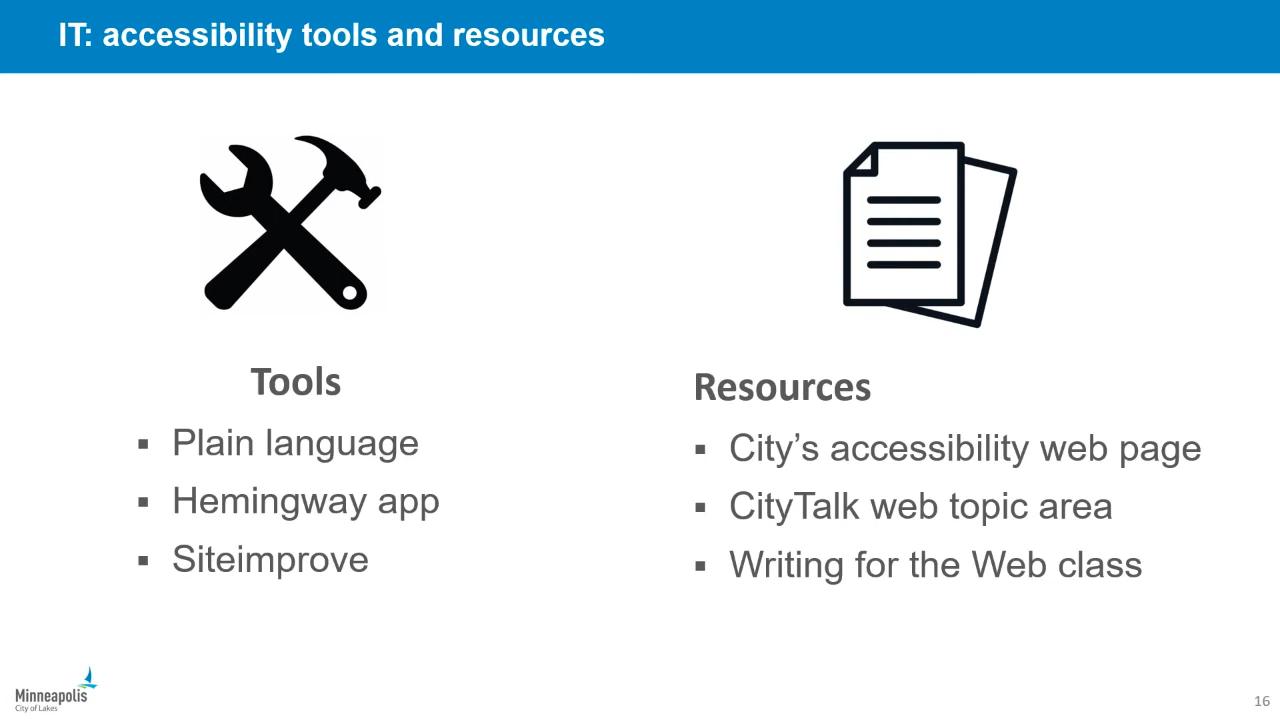 IT: accessibility tools and resources
Tools
▪ Plain language
▪ Hemingway app
▪ Siteimprove
Resources
▪ City’s accessibility web page
▪ CityTalk web topic area
▪ Writing for the Web class
Minneapolis
City of Lakes
16